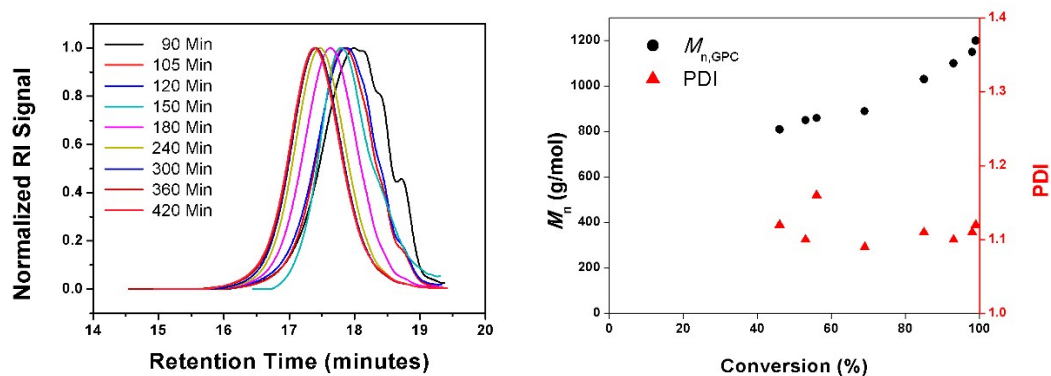 Normalized RI Signal
1.0
0.8
0.6
0.4
0.2
0.0
90 Min
105 Min
120 Min
150 Min
180 Min
240 Min
300 Min
360 Min
420 Min
14 15 16 17 18 19 20
Retention Time (minutes)
Mn (g/mol)
1200
1000
800
600
400
200
0
Mn,GPC
PDI
1.4
1.3
1.2
1.1
1.0
PDI
0 20 40 60 80 100
Conversion (%)